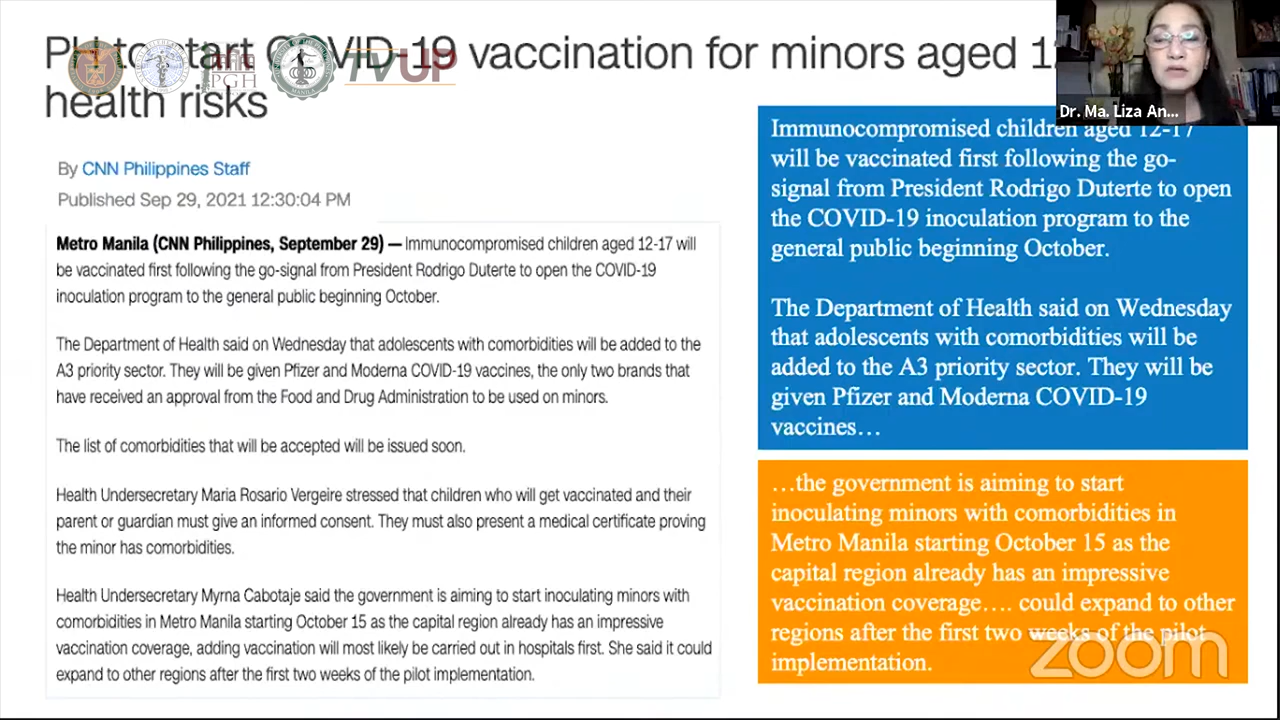 PH to start COVID-19 vaccination for minors aged 12
health risks
TVUP
PGH
MANILA
Dr. Ma. Liza An...
By CNN Philippines Staff
Published Sep 29, 2021 12:30:04 PM
Metro Manila (CNN Philippines, September 29) — Immunocompromised children aged 12-17 will
be vaccinated first following the go-signal from President Rodrigo Duterte to open the COVID-19
inoculation program to the general public beginning October.
The Department of Health said on Wednesday that adolescents with comorbidities will be added to the
A3 priority sector. They will be given Pfizer and Moderna COVID-19 vaccines, the only two brands that
have received an approval from the Food and Drug Administration to be used on minors.
The list of comorbidities that will be accepted will be issued soon.
Health Undersecretary Maria Rosario Vergeire stressed that children who will get vaccinated and their
parent or guardian must give an informed consent. They must also present a medical certificate proving
the minor has comorbidities.
Health Undersecretary Myrna Cabotaje said the government is aiming to start inoculating minors with
comorbidities in Metro Manila starting October 15 as the capital region already has an impressive
vaccination coverage, adding vaccination will most likely be carried out in hospitals first. She said it could
expand to other regions after the first two weeks of the pilot implementation.
Immunocompromised children aged 12-17
will be vaccinated first following the go-
signal from President Rodrigo Duterte to open
the COVID-19 inoculation program to the
general public beginning October.
The Department of Health said on Wednesday
that adolescents with comorbidities will be
added to the A3 priority sector. They will be
given Pfizer and Moderna COVID-19
vaccines…
…the government is aiming to start
inoculating minors with comorbidities in
Metro Manila starting October 15 as the
capital region already has an impressive
vaccination coverage…. could expand to other
regions after the first two weeks of the pilot
implementation.
zoom